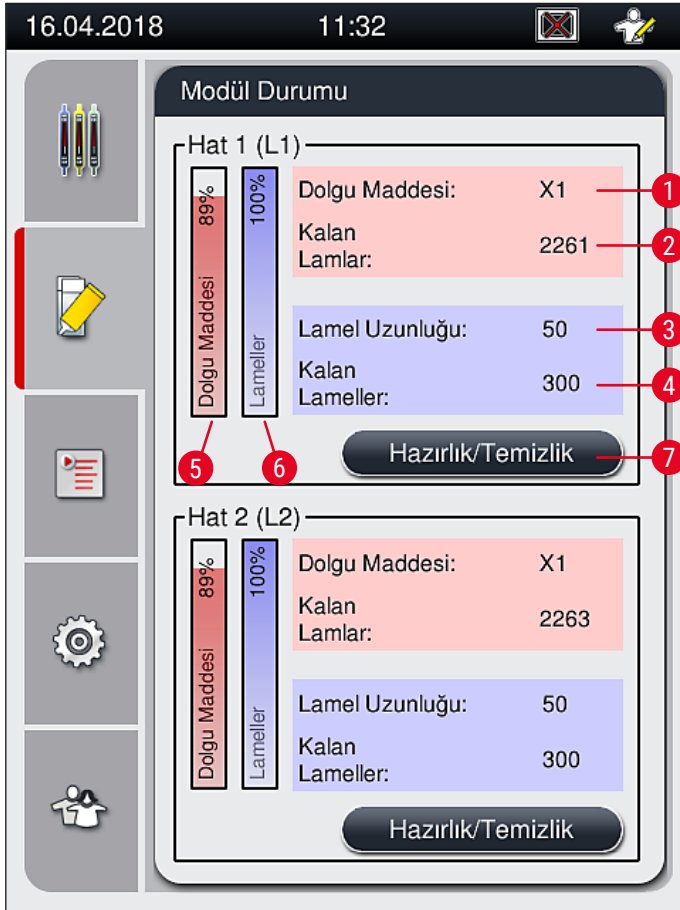 16.04.2018 11:32
Modül Durumu
Hat 1 (L1)
89% Dolgu Maddesi
100% Lameller
Dolgu Maddesi: X1 1
Kalan
Lamlar: 2261 2
Lamel Uzunluğu: 50 3
Kalan
Lameller: 300 4
5 6
Hazırlık/Temizlik 7
Hat 2 (L2)
89% Dolgu Maddesi
100% Lameller
Dolgu Maddesi: X1
Kalan
Lamlar: 2263
Lamel Uzunluğu: 50
Kalan
Lameller: 300
Hazırlık/Temizlik